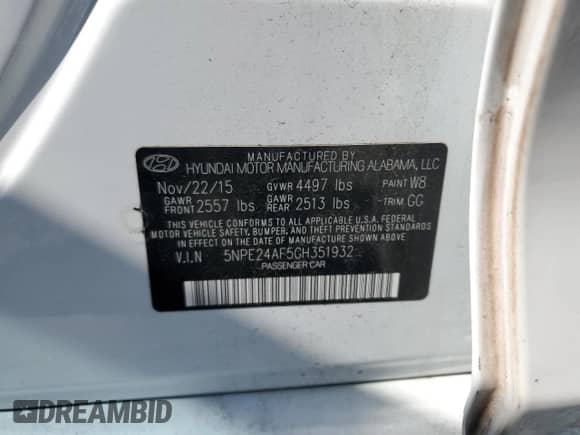 MANUFACTURED BY
HYUNDAI MOTOR MANUFACTURING ALABAMA, LLC
Nov/22/15 GVWR 4497 lbs PAINT W8
GAWR FRONT 2557 lbs GAWR REAR 2513 lbs TRIM GG
THIS VEHICLE CONFORMS TO ALL APPLICABLE U.S.A. FEDERAL
MOTOR VEHICLE SAFETY, BUMPER, AND THEFT PREVENTION
STANDARDS IN EFFECT ON THE DATE OF MANUFACTURE SHOWN ABOVE.
V.I.N 5NPE24AF5GH351932
PASSENGER CAR
DREAMBID